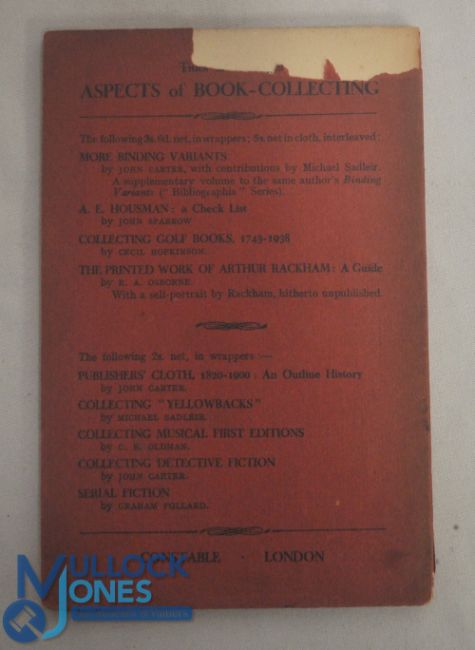 ASPECTS of BOOK-COLLECTING
The following 3s. 6d. net, in wrappers; 5s. net in cloth, interleaved:
MORE BINDING VARIANTS
by JOHN CARTER, with contributions by Michael Sadleir.
A supplementary volume to the same author's Binding
Variants ("Bibliographia" Series).
A. E. HOUSMAN: a Check List
by JOHN SPARROW
COLLECTING GOLF BOOKS, 1743-1938
by CECIL HOPKINSON.
THE PRINTED WORK OF ARTHUR RACKHAM: A Guide
by R. A. OSBORNE.
With a self-portrait by Rackham, hitherto unpublished
The following 2s. net, in wrappers :—
PUBLISHERS' CLOTH, 1820-1900: An Outline History
by JOHN CARTER.
COLLECTING "YELLOWBACKS"
by MICHAEL SADLEIR.
COLLECTING MUSICAL FIRST EDITIONS
by C. B. OLDMAN.
COLLECTING DETECTIVE FICTION
by JOHN CARTER.
SERIAL FICTION
by GRAHAM POLLARD.
CONSTABLE · LONDON
MULLOCK
JONES